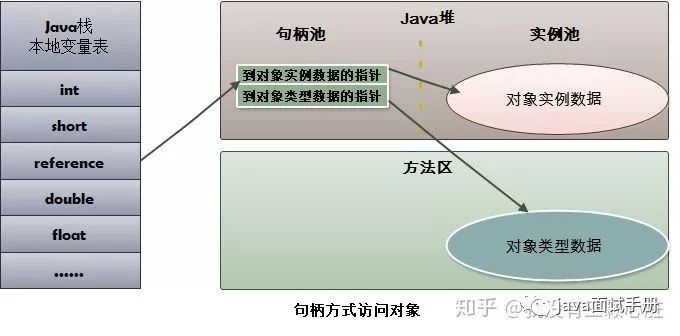 Java栈
本地变量表
int
short
reference
double
float
......
Java堆
句柄池
实例池
到对象实例数据的指针
到对象类型数据的指针
对象实例数据
方法区
对象类型数据
句柄方式访问对象
知乎
java面试手册